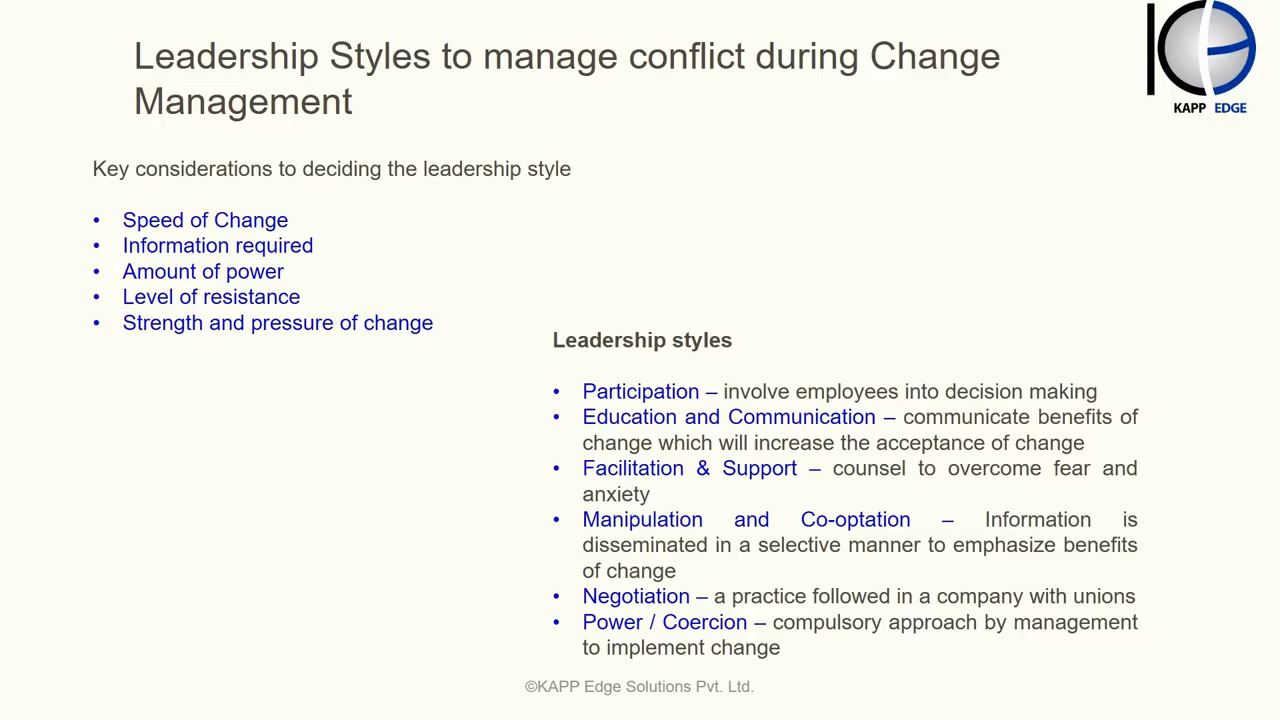 Leadership Styles to manage conflict during Change
Management
KAPP EDGE
Key considerations to deciding the leadership style
• Speed of Change
• Information required
• Amount of power
• Level of resistance
• Strength and pressure of change
Leadership styles
• Participation – involve employees into decision making
• Education and Communication – communicate benefits of
change which will increase the acceptance of change
• Facilitation & Support – counsel to overcome fear and
anxiety
• Manipulation and Co-optation – Information is
disseminated in a selective manner to emphasize benefits
of change
• Negotiation – a practice followed in a company with unions
• Power / Coercion – compulsory approach by management
to implement change
©KAPP Edge Solutions Pvt. Ltd.